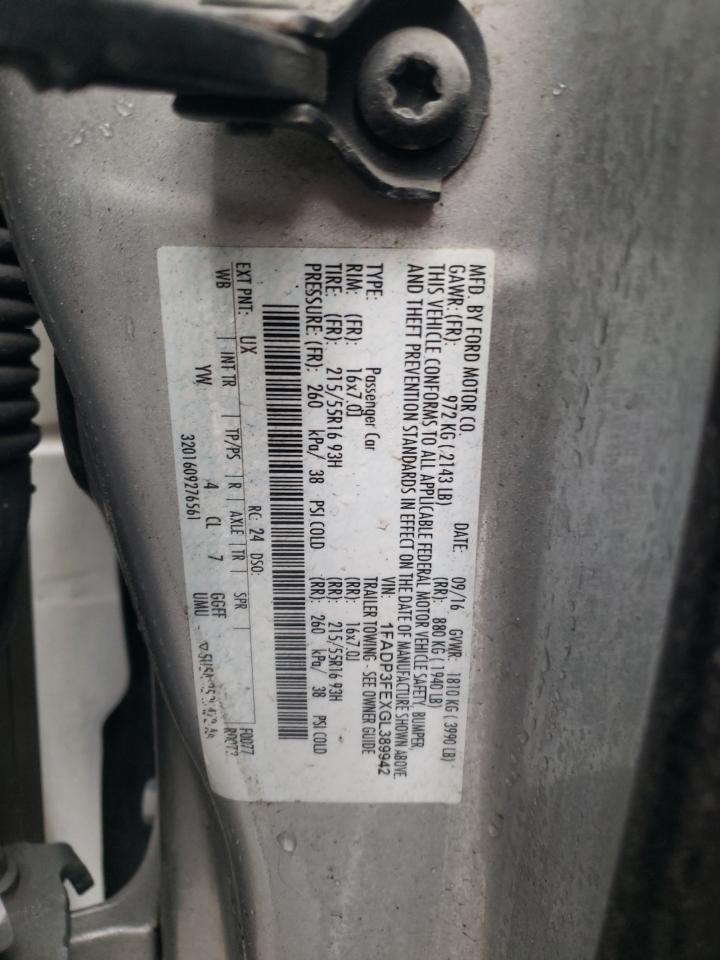 MFD. BY FORD MOTOR CO. DATE: 09/16 GVWR: 1810 KG ( 3990 LB)
GAWR: (FR): 972 KG ( 2143 LB) (RR): 880 KG ( 1940 LB)
THIS VEHICLE CONFORMS TO ALL APPLICABLE FEDERAL MOTOR VEHICLE SAFETY, BUMPER,
AND THEFT PREVENTION STANDARDS IN EFFECT ON THE DATE OF MANUFACTURE SHOWN ABOVE.
VIN: 1FADP3FEXGL389942
TYPE: Passenger Car TRAILER TOWING - SEE OWNER GUIDE
RIM: (FR): 16x7.0J (RR): 16x7.0J
TIRE: (FR): 215/55R16 93H (RR): 215/55R16 93H
PRESSURE: (FR): 260 kPa/ 38 PSI COLD (RR): 260 kPa/ 38 PSI COLD
EXT PNT: UX RC: 24 DSO: F0077
WB INT TR TP/PS R AXLE TR SPR R0272
YW 4 CL 7 GGFF UMU
3201609276561